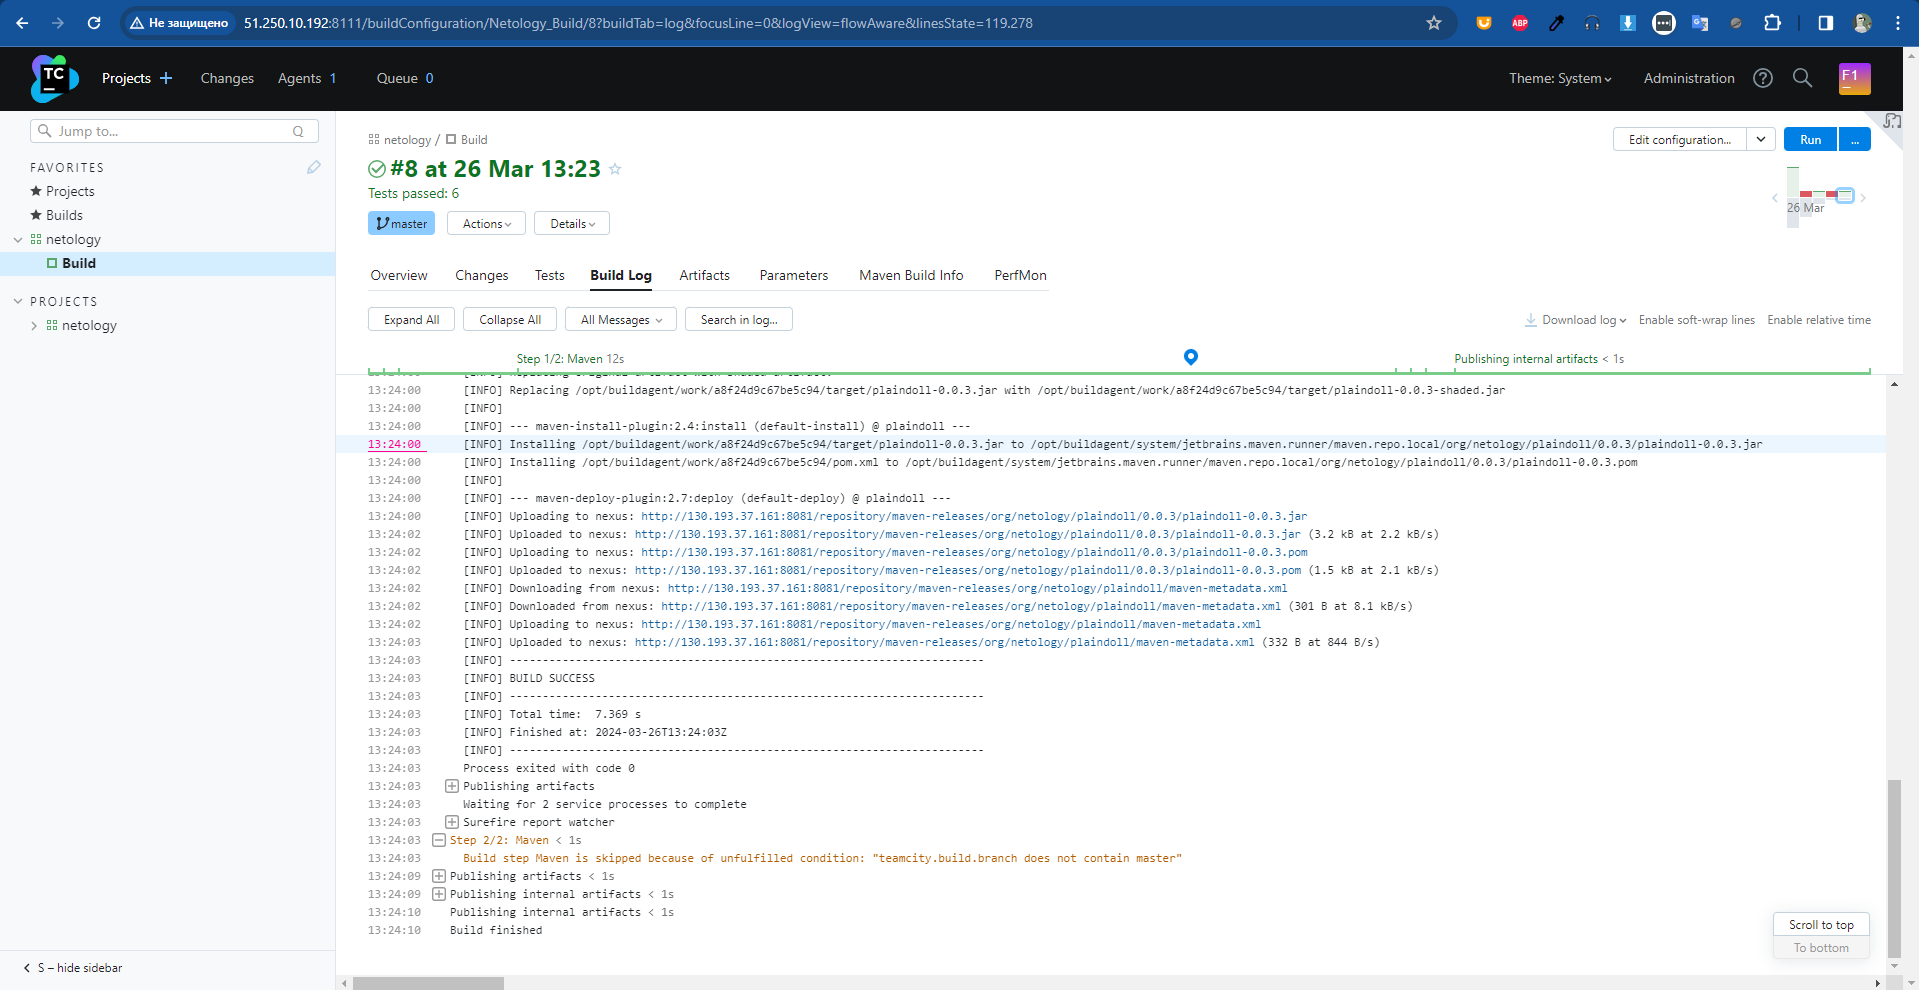 Не защищено 51.250.10.192:8111/buildConfiguration/Netology_Build/8?buildTab=log&focusLine=0&logView=flowAware&linesState=119.278
ABP
TC
Projects
Changes
Agents 1
Queue 0
Theme: System
Administration
F1
Jump to...
Q
FAVORITES
Projects
Builds
netology
Build
PROJECTS
netology
S – hide sidebar
netology / Build
Edit configuration...
Run
...
#8 at 26 Mar 13:23
Tests passed: 6
26 Mar
master
Actions
Details
Overview
Changes
Tests
Build Log
Artifacts
Parameters
Maven Build Info
PerfMon
Expand All
Collapse All
All Messages
Search in log...
Download log
Enable soft-wrap lines
Enable relative time
Step 1/2: Maven 12s
Publishing internal artifacts < 1s
13:24:00 [INFO] Replacing /opt/buildagent/work/a8f24d9c67be5c94/target/plaindoll-0.0.3.jar with /opt/buildagent/work/a8f24d9c67be5c94/target/plaindoll-0.0.3-shaded.jar
13:24:00 [INFO]
13:24:00 [INFO] --- maven-install-plugin:2.4:install (default-install) @ plaindoll ---
13:24:00 [INFO] Installing /opt/buildagent/work/a8f24d9c67be5c94/target/plaindoll-0.0.3.jar to /opt/buildagent/system/jetbrains.maven.runner/maven.repo.local/org/netology/plaindoll/0.0.3/plaindoll-0.0.3.jar
13:24:00 [INFO] Installing /opt/buildagent/work/a8f24d9c67be5c94/pom.xml to /opt/buildagent/system/jetbrains.maven.runner/maven.repo.local/org/netology/plaindoll/0.0.3/plaindoll-0.0.3.pom
13:24:00 [INFO]
13:24:00 [INFO] --- maven-deploy-plugin:2.7:deploy (default-deploy) @ plaindoll ---
13:24:00 [INFO] Uploading to nexus: http://130.193.37.161:8081/repository/maven-releases/org/netology/plaindoll/0.0.3/plaindoll-0.0.3.jar
13:24:02 [INFO] Uploaded to nexus: http://130.193.37.161:8081/repository/maven-releases/org/netology/plaindoll/0.0.3/plaindoll-0.0.3.jar (3.2 kB at 2.2 kB/s)
13:24:02 [INFO] Uploading to nexus: http://130.193.37.161:8081/repository/maven-releases/org/netology/plaindoll/0.0.3/plaindoll-0.0.3.pom
13:24:02 [INFO] Uploaded to nexus: http://130.193.37.161:8081/repository/maven-releases/org/netology/plaindoll/0.0.3/plaindoll-0.0.3.pom (1.5 kB at 2.1 kB/s)
13:24:02 [INFO] Downloading from nexus: http://130.193.37.161:8081/repository/maven-releases/org/netology/plaindoll/maven-metadata.xml
13:24:02 [INFO] Downloaded from nexus: http://130.193.37.161:8081/repository/maven-releases/org/netology/plaindoll/maven-metadata.xml (301 B at 8.1 kB/s)
13:24:02 [INFO] Uploading to nexus: http://130.193.37.161:8081/repository/maven-releases/org/netology/plaindoll/maven-metadata.xml
13:24:03 [INFO] Uploaded to nexus: http://130.193.37.161:8081/repository/maven-releases/org/netology/plaindoll/maven-metadata.xml (332 B at 844 B/s)
13:24:03 [INFO] ------------------------------------------------------------------------
13:24:03 [INFO] BUILD SUCCESS
13:24:03 [INFO] ------------------------------------------------------------------------
13:24:03 [INFO] Total time:  7.369 s
13:24:03 [INFO] Finished at: 2024-03-26T13:24:03Z
13:24:03 [INFO] ------------------------------------------------------------------------
13:24:03 Process exited with code 0
13:24:03 Publishing artifacts
13:24:03 Waiting for 2 service processes to complete
13:24:03 Surefire report watcher
13:24:03 Step 2/2: Maven < 1s
13:24:03 Build step Maven is skipped because of unfulfilled condition: "teamcity.build.branch does not contain master"
13:24:09 Publishing artifacts < 1s
13:24:09 Publishing internal artifacts < 1s
13:24:10 Publishing internal artifacts < 1s
13:24:10 Build finished
Scroll to top
To bottom